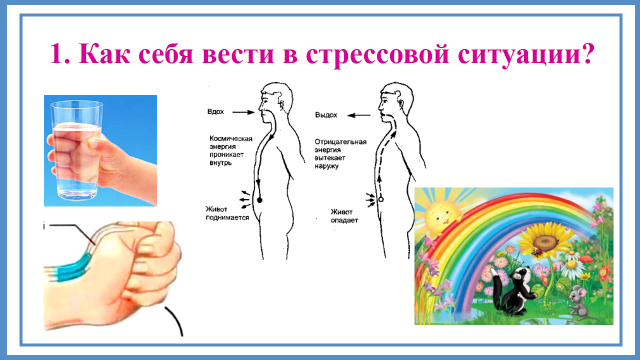 1. Как себя вести в стрессовой ситуации?
Вдох
Космическая
энергия
проникает
внутрь
Живот
поднимается
Выдох
Отрицательная
энергия
вытекает
наружу
Живот
опадает